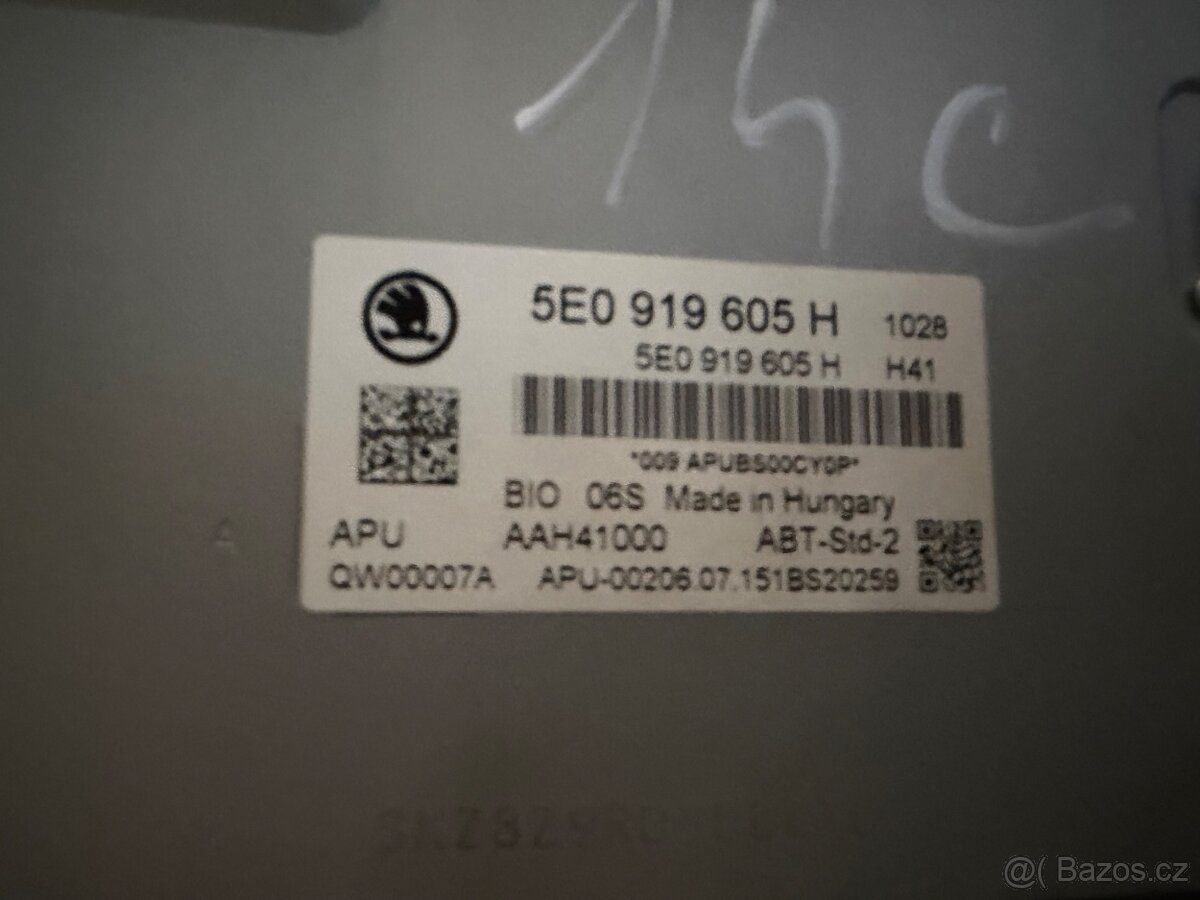 14c
5E0 919 605 H 1028
5E0 919 605 H H41
*009 APUBS00CY0P*
BIO 06S Made in Hungary
APU AAH41000 ABT-Std-2
QW00007A APU-00206.07.151BS20259
@( Bazos.cz